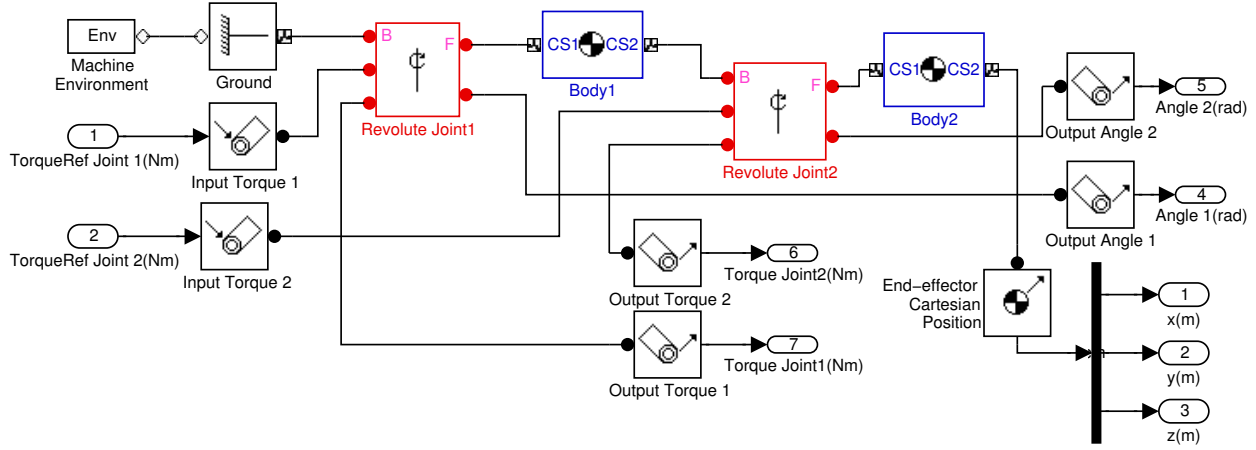 Env
Machine
Environment
Ground
B
F
Revolute Joint1
CS1
CS2
Body1
B
F
Revolute Joint2
CS1
CS2
Body2
Output Angle 2
5
Angle 2(rad)
1
TorqueRef Joint 1(Nm)
Input Torque 1
Output Angle 1
4
Angle 1(rad)
2
TorqueRef Joint 2(Nm)
Input Torque 2
Output Torque 2
6
Torque Joint2(Nm)
Output Torque 1
7
Torque Joint1(Nm)
End−effector
Cartesian
Position
1
x(m)
2
y(m)
3
z(m)